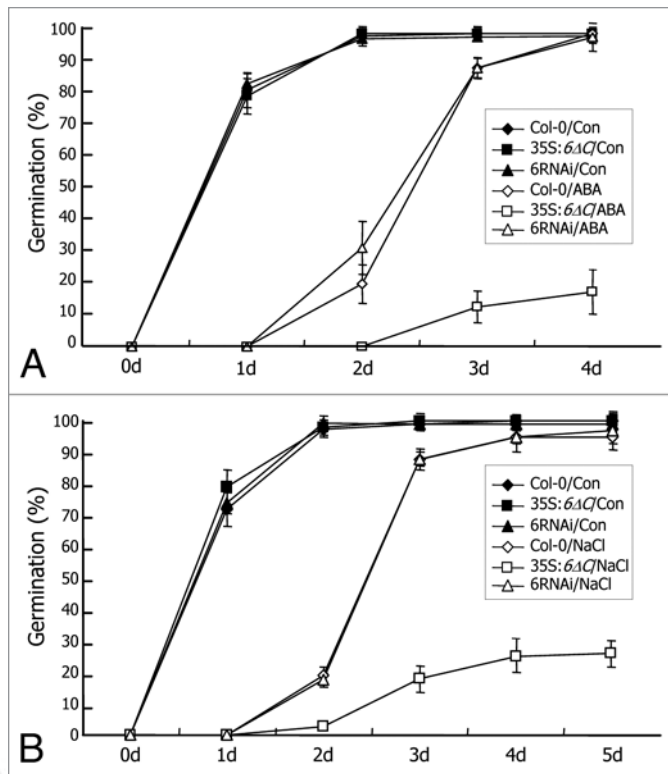 Germination (%)
100
90
80
70
60
50
40
30
20
10
0
Col-0/Con
35S:6ΔC/Con
6RNAi/Con
Col-0/ABA
35S:6ΔC/ABA
6RNAi/ABA
A
0d 1d 2d 3d 4d
Germination (%)
100
90
80
70
60
50
40
30
20
10
0
Col-0/Con
35S:6ΔC/Con
6RNAi/Con
Col-0/NaCl
35S:6ΔC/NaCl
6RNAi/NaCl
B
0d 1d 2d 3d 4d 5d